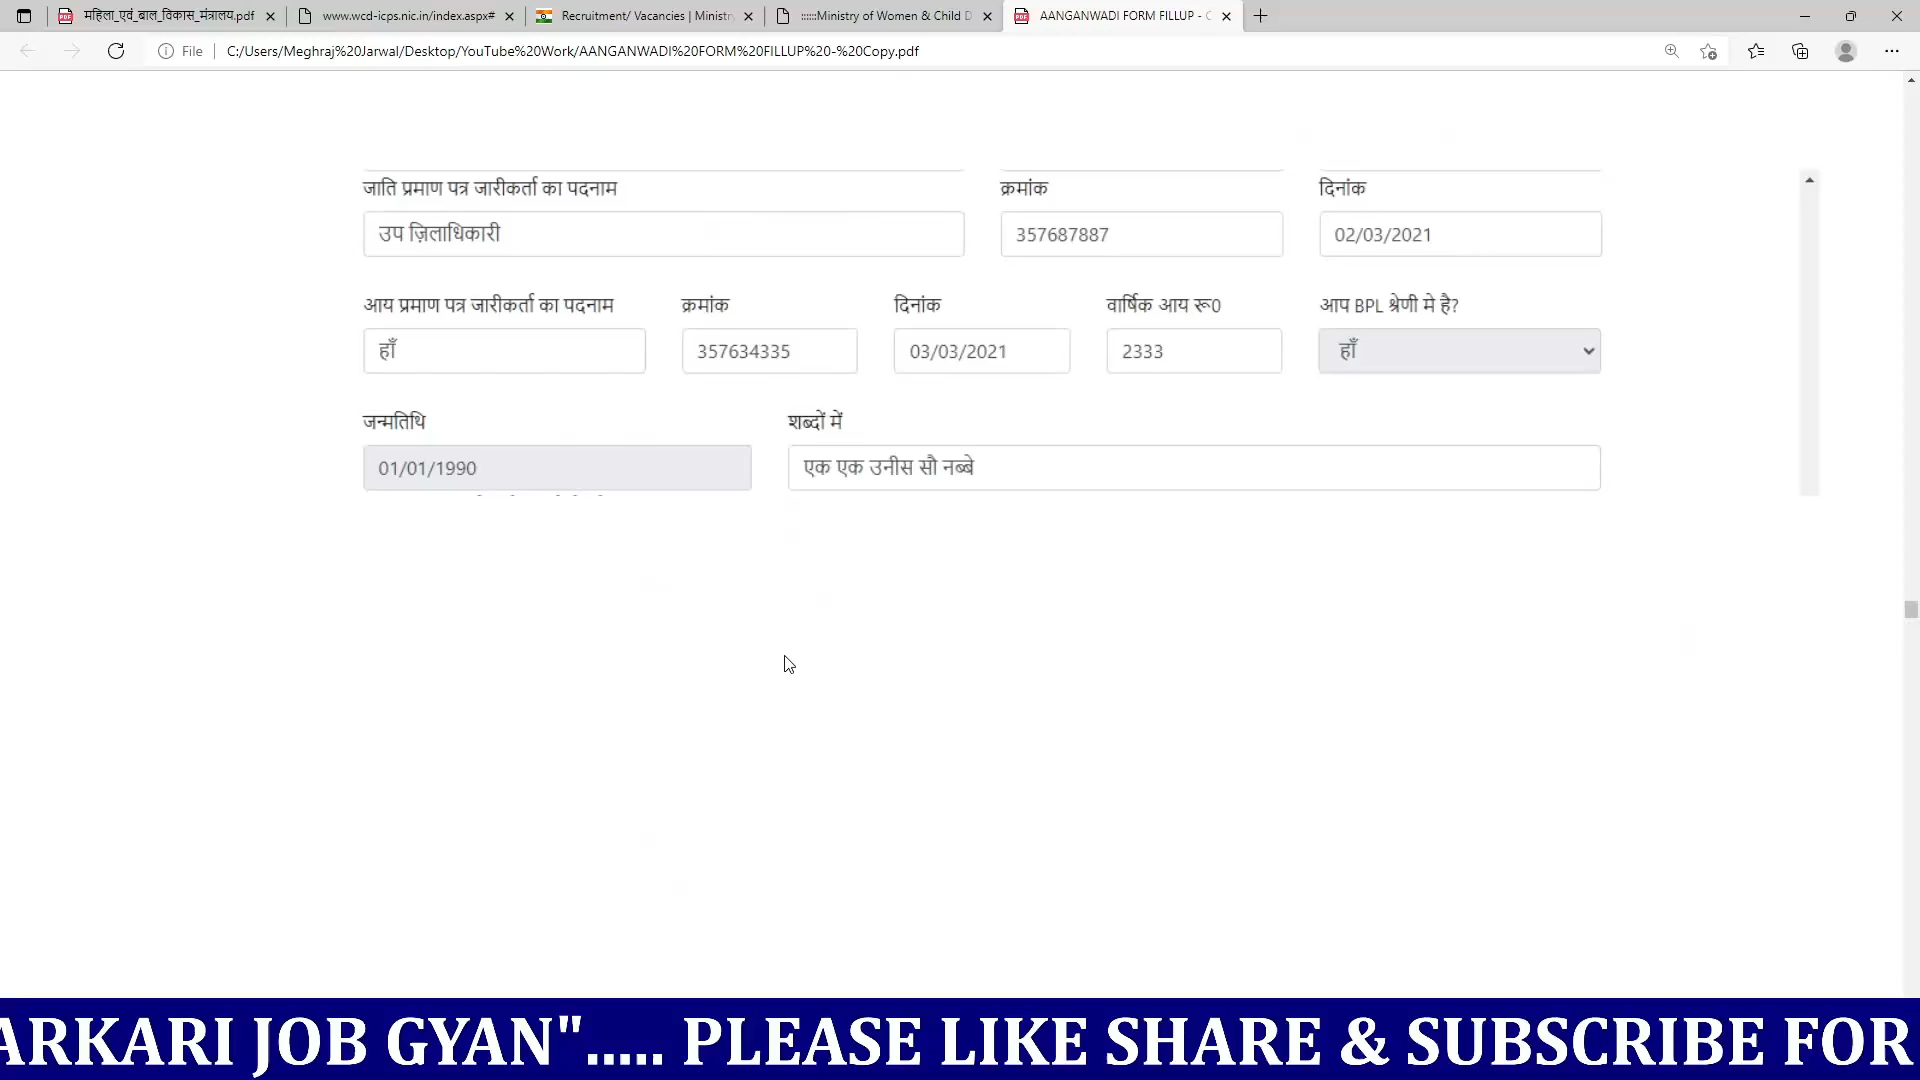 महिला_एवं_बाल_विकास_मंत्रालय.pdf
www.wcd-icps.nic.in/index.aspx#
Recruitment/ Vacancies | Ministr
::::::Ministry of Women & Child D
AANGANWADI FORM FILLUP - C
File
C:/Users/Meghraj%20Jarwal/Desktop/YouTube%20Work/AANGANWADI%20FORM%20FILLUP%20-%20Copy.pdf
जाति प्रमाण पत्र जारीकर्ता का पदनाम क्रमांक दिनांक
उप ज़िलाधिकारी 357687887 02/03/2021
आय प्रमाण पत्र जारीकर्ता का पदनाम क्रमांक दिनांक वार्षिक आय रू0 आप BPL श्रेणी मे है?
हाँ 357634335 03/03/2021 2333 हाँ
जन्मतिथि शब्दों में
01/01/1990 एक एक उनीस सौ नब्बे
ARKARI JOB GYAN"..... PLEASE LIKE SHARE & SUBSCRIBE FOR